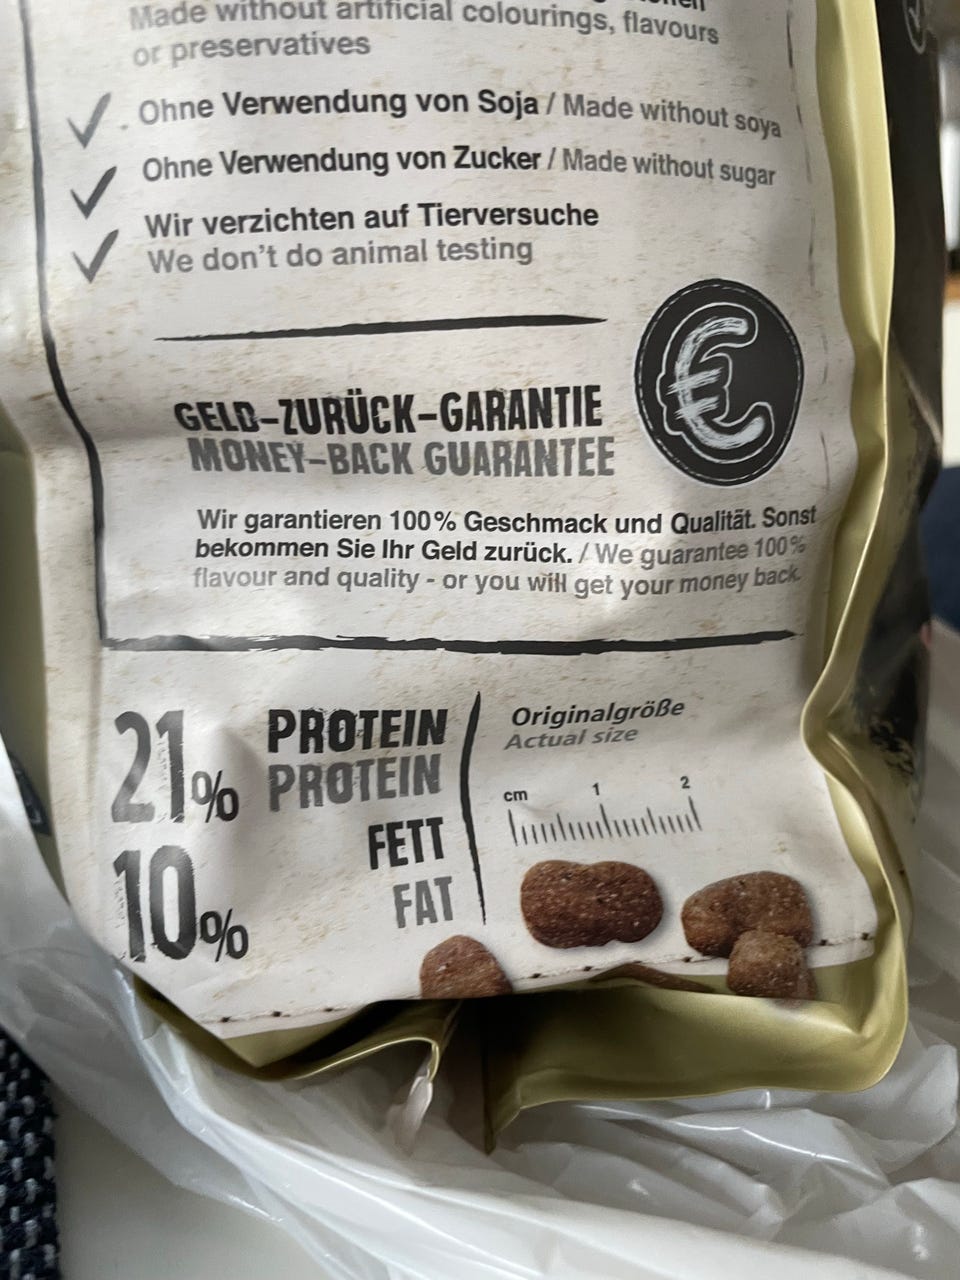 Made without artificial colourings, flavours
or preservatives
Ohne Verwendung von Soja / Made without soya
Ohne Verwendung von Zucker / Made without sugar
Wir verzichten auf Tierversuche
We don't do animal testing
€
GELD-ZURÜCK-GARANTIE
MONEY-BACK GUARANTEE
Wir garantieren 100% Geschmack und Qualität. Sonst
bekommen Sie Ihr Geld zurück. / We guarantee 100%
flavour and quality - or you will get your money back.
21% PROTEIN
PROTEIN
10% FETT
FAT
Originalgröße
Actual size
cm 1 2